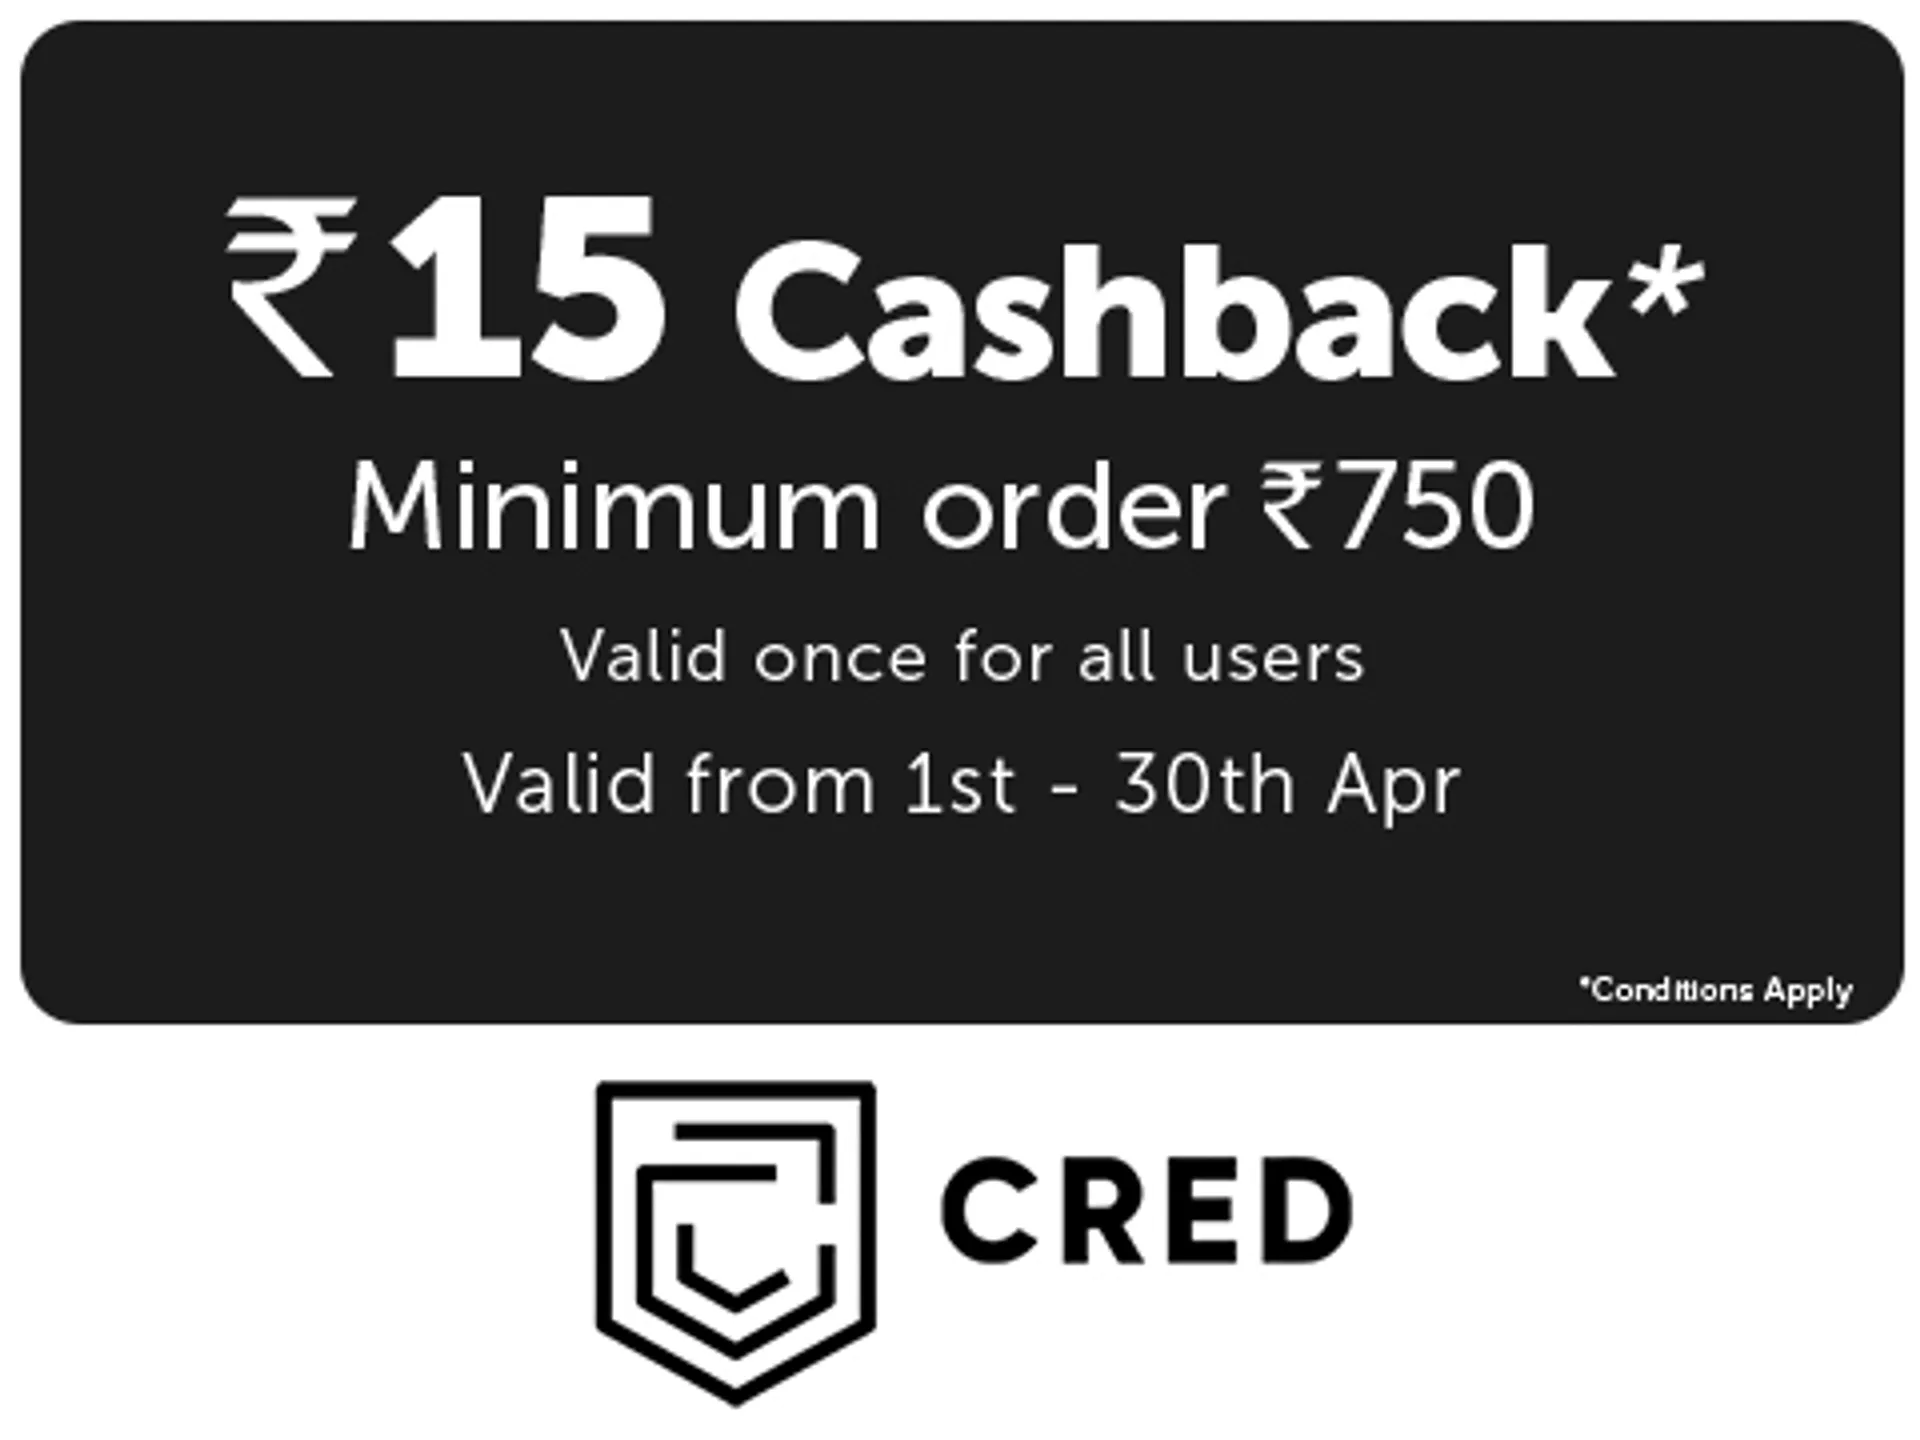 ₹15 Cashback*
Minimum order ₹750
Valid once for all users
Valid from 1st - 30th Apr
*Conditions Apply
CRED